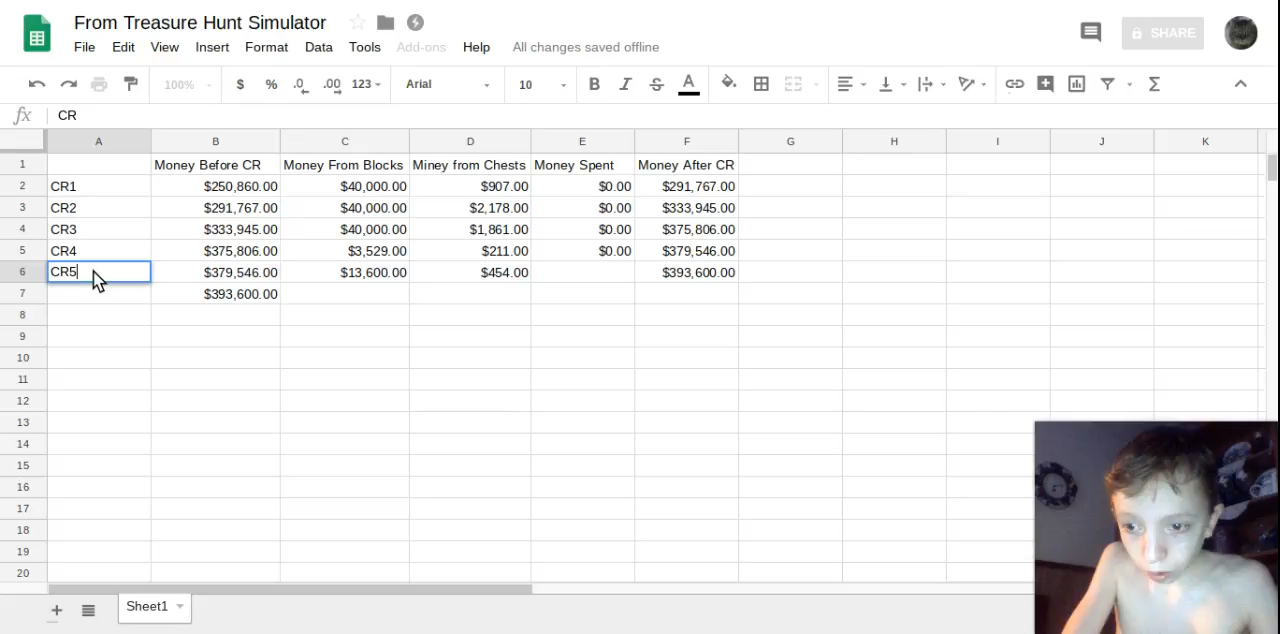 From Treasure Hunt Simulator
File Edit View Insert Format Data Tools Add-ons Help All changes saved offline
SHARE
100% $ % .0 .00 123 Arial 10 B I S A Σ
fx CR
A B C D E F G H I J K
1 Money Before CR Money From Blocks Miney from Chests Money Spent Money After CR
2 CR1 $250,860.00 $40,000.00 $907.00 $0.00 $291,767.00
3 CR2 $291,767.00 $40,000.00 $2,178.00 $0.00 $333,945.00
4 CR3 $333,945.00 $40,000.00 $1,861.00 $0.00 $375,806.00
5 CR4 $375,806.00 $3,529.00 $211.00 $0.00 $379,546.00
6 CR5 $379,546.00 $13,600.00 $454.00 $393,600.00
7 $393,600.00
8
9
10
11
12
13
14
15
16
17
18
19
20
Sheet1